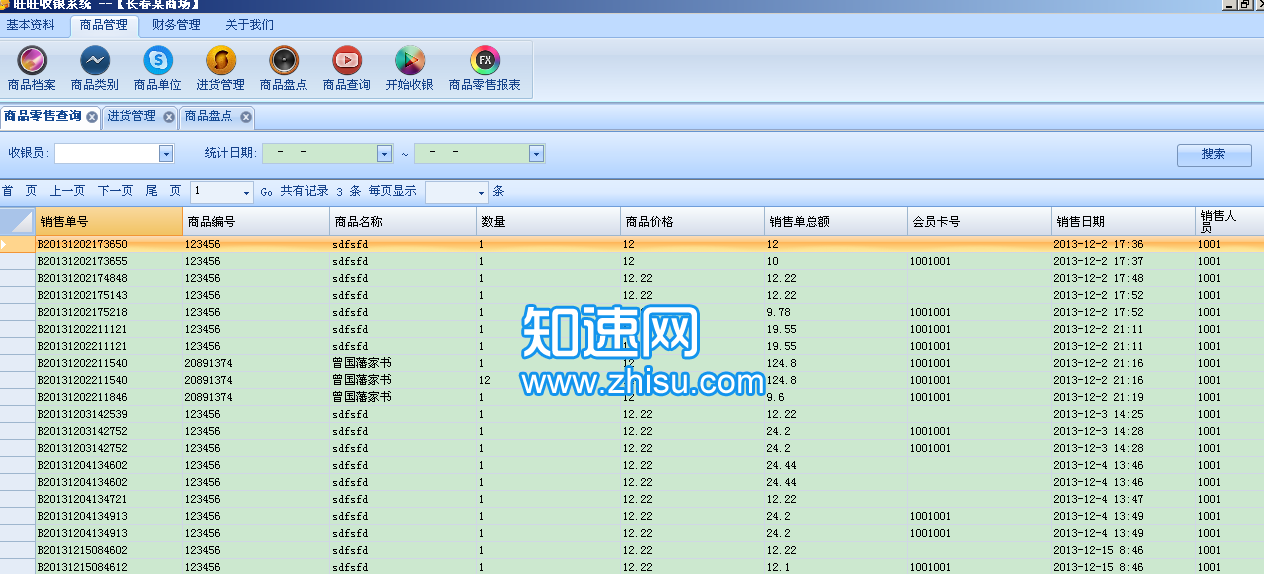 旺旺收银系统 --【长春某商场】
基本资料 商品管理 财务管理 关于我们
商品档案 商品类别 商品单位 进货管理 商品盘点 商品查询 开始收银 商品零售报表
商品零售查询 进货管理 商品盘点
收银员: 统计日期: - - ~ - - 搜索
首 页 上一页 下一页 尾 页 1 Go 共有记录 3 条 每页显示 条
销售单号 商品编号 商品名称 数量 商品价格 销售单总额 会员卡号 销售日期 销售人员
B20131202173650 123456 sdfsfd 1 12 12 2013-12-2 17:36 1001
B20131202173655 123456 sdfsfd 1 12 10 1001001 2013-12-2 17:37 1001
B20131202174848 123456 sdfsfd 1 12.22 12.22 2013-12-2 17:48 1001
B20131202175143 123456 sdfsfd 1 12.22 12.22 2013-12-2 17:52 1001
B20131202175218 123456 sdfsfd 1 9.78 1001001 2013-12-2 17:52 1001
B20131202211121 123456 sdfsfd 1 19.55 1001001 2013-12-2 21:11 1001
B20131202211121 123456 sdfsfd 1 19.55 1001001 2013-12-2 21:11 1001
B20131202211540 20891374 曾国藩家书 1 12 124.8 1001001 2013-12-2 21:16 1001
B20131202211540 20891374 曾国藩家书 12 124.8 1001001 2013-12-2 21:16 1001
B20131202211846 20891374 曾国藩家书 1 12 9.6 1001001 2013-12-2 21:19 1001
B20131203142539 123456 sdfsfd 1 12.22 12.22 2013-12-3 14:25 1001
B20131203142752 123456 sdfsfd 1 12.22 24.2 1001001 2013-12-3 14:28 1001
B20131203142752 123456 sdfsfd 1 12.22 24.2 1001001 2013-12-3 14:28 1001
B20131204134602 123456 sdfsfd 1 12.22 24.44 2013-12-4 13:46 1001
B20131204134602 123456 sdfsfd 1 12.22 24.44 2013-12-4 13:46 1001
B20131204134721 123456 sdfsfd 1 12.22 12.22 2013-12-4 13:47 1001
B20131204134913 123456 sdfsfd 1 12.22 24.2 1001001 2013-12-4 13:49 1001
B20131204134913 123456 sdfsfd 1 12.22 24.2 1001001 2013-12-4 13:49 1001
B20131215084602 123456 sdfsfd 1 12.22 12.22 2013-12-15 8:46 1001
B20131215084612 123456 sdfsfd 1 12.22 12.1 1001001 2013-12-15 8:46 1001
知速网
www.zhisu.com